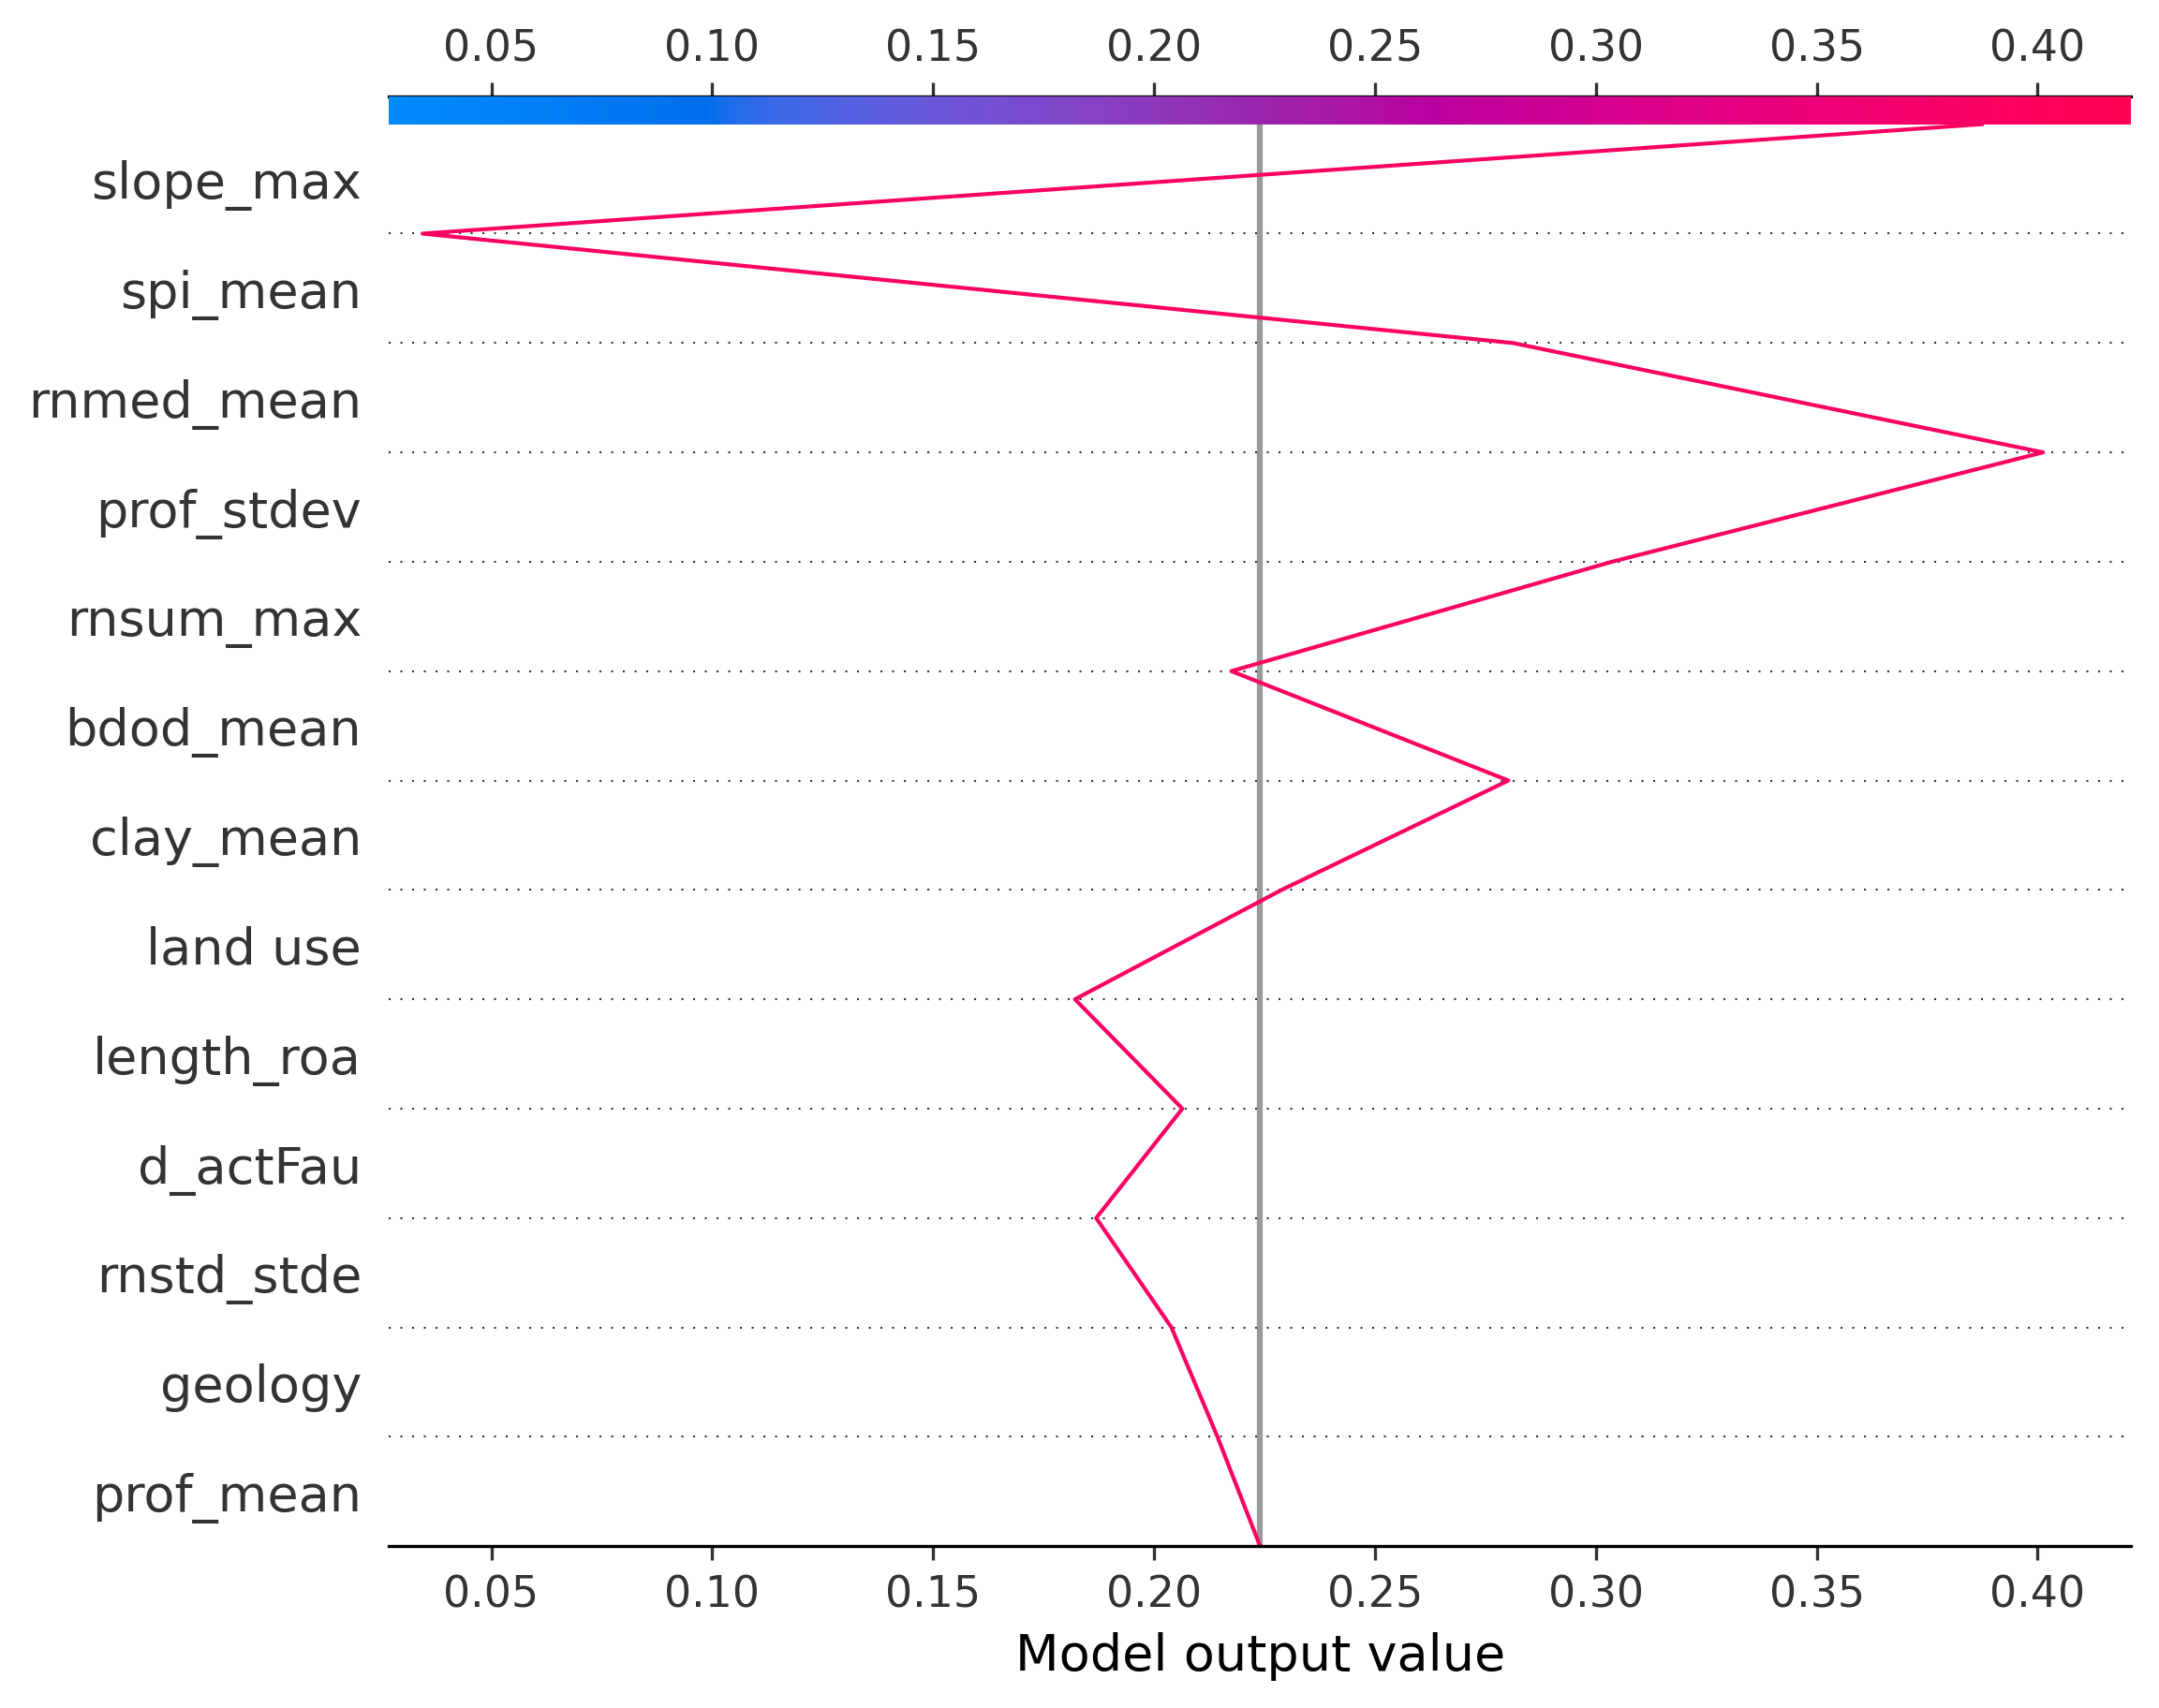 0.05 0.10 0.15 0.20 0.25 0.30 0.35 0.40
slope_max
spi_mean
rnmed_mean
prof_stdev
rnsum_max
bdod_mean
clay_mean
land use
length_roa
d_actFau
rnstd_stde
geology
prof_mean
0.05 0.10 0.15 0.20 0.25 0.30 0.35 0.40
Model output value